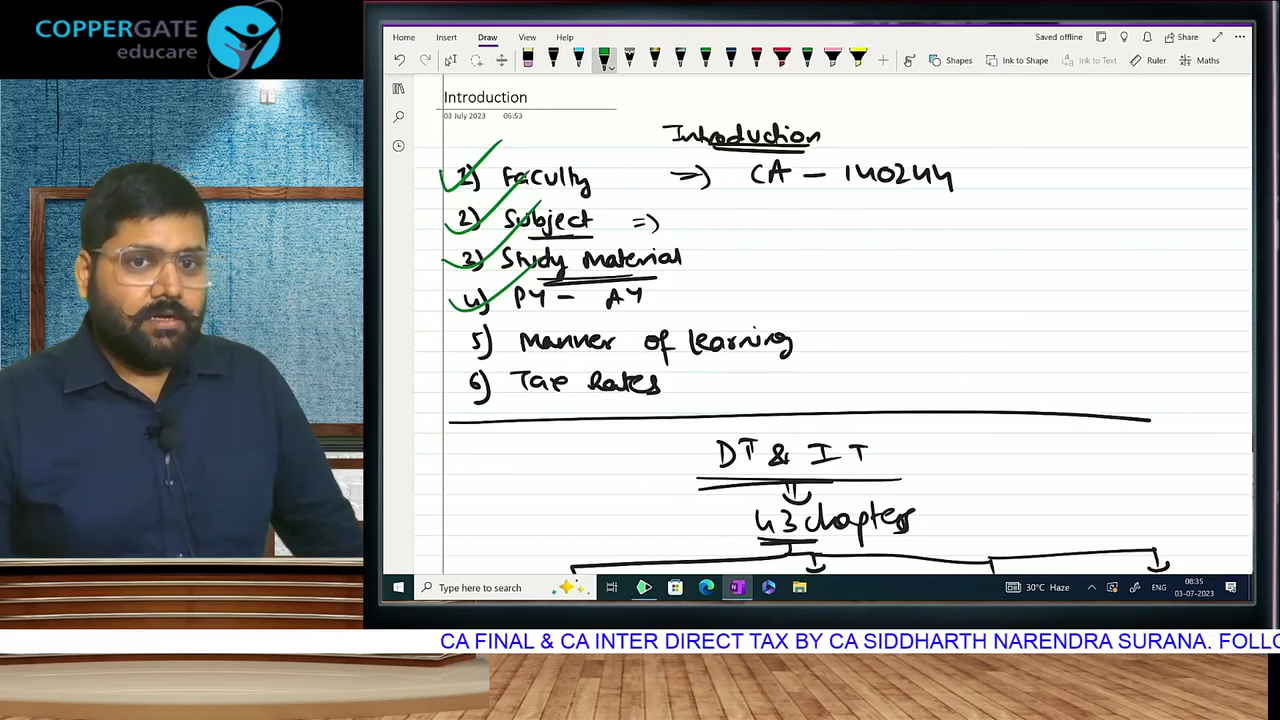 COPPERGATE
educare
Home Insert Draw View Help
Saved offline
Share
Shapes
Ink to Shape
Ink to Text
Ruler
Maths
Introduction
03 July 2023 06:53
Introduction
1) Faculty => CA - 140244
2) Subject =>
3) Study Material
4) PY - AY
5) Manner of learning
6) Tax Rates
DT & IT
43 chapters
Type here to search
30°C Haze
ENG
08:35
03-07-2023
CA FINAL & CA INTER DIRECT TAX BY CA SIDDHARTH NARENDRA SURANA. FOLLO